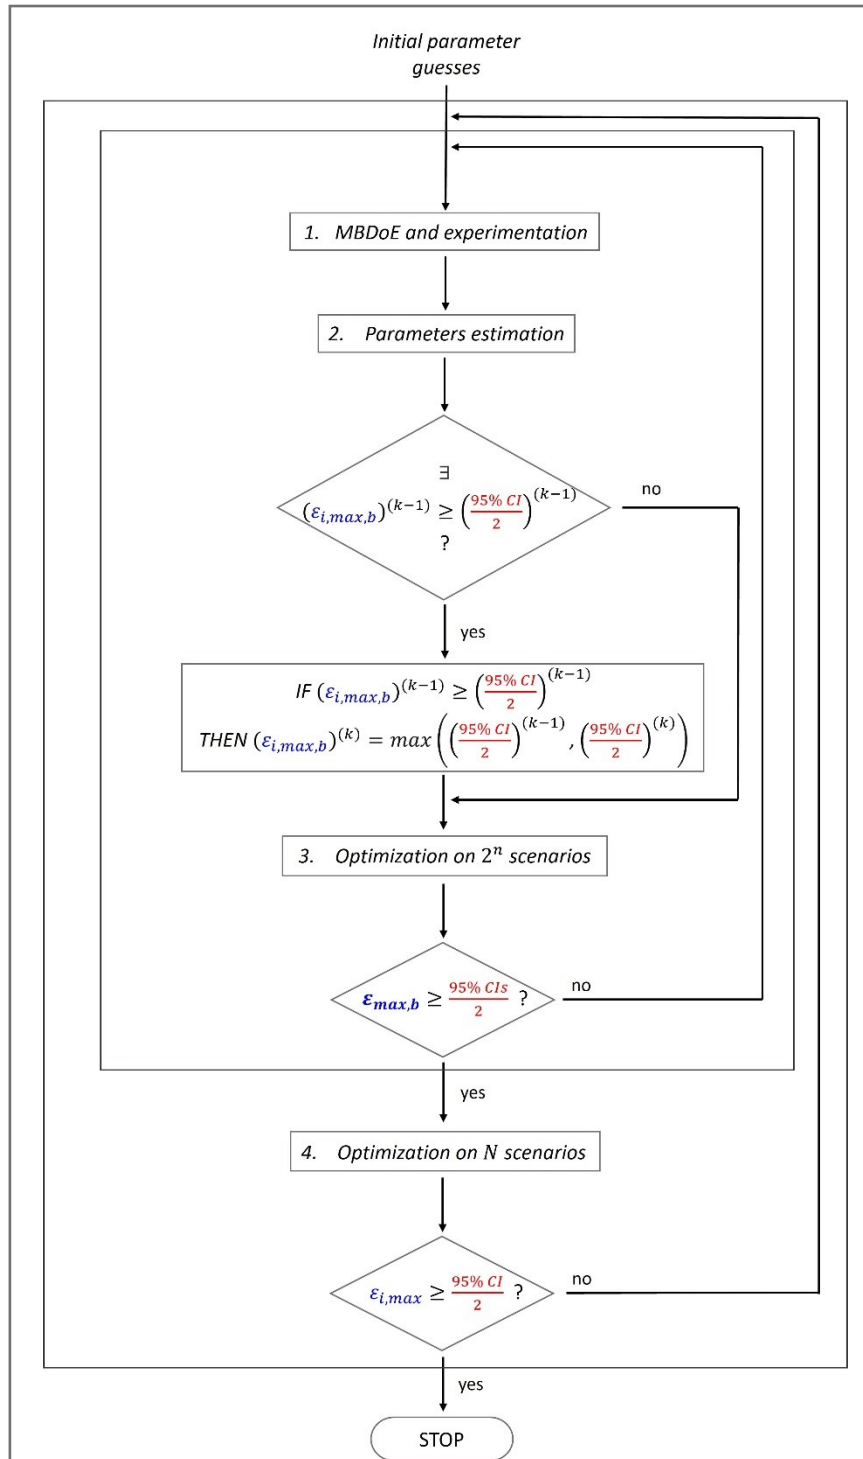 Initial parameter
guesses
1. MBDoE and experimentation
2. Parameters estimation
∃
(ε_{i,max,b})^{(k−1)} ≥ (95% CI / 2)^{(k−1)}
?
no
yes
IF (ε_{i,max,b})^{(k−1)} ≥ (95% CI / 2)^{(k−1)}
THEN (ε_{i,max,b})^{(k)} = max((95% CI / 2)^{(k−1)}, (95% CI / 2)^{(k)})
3. Optimization on 2^n scenarios
ε_{max,b} ≥ 95% CIs / 2 ?
no
yes
4. Optimization on N scenarios
ε_{i,max} ≥ 95% CI / 2 ?
no
yes
STOP